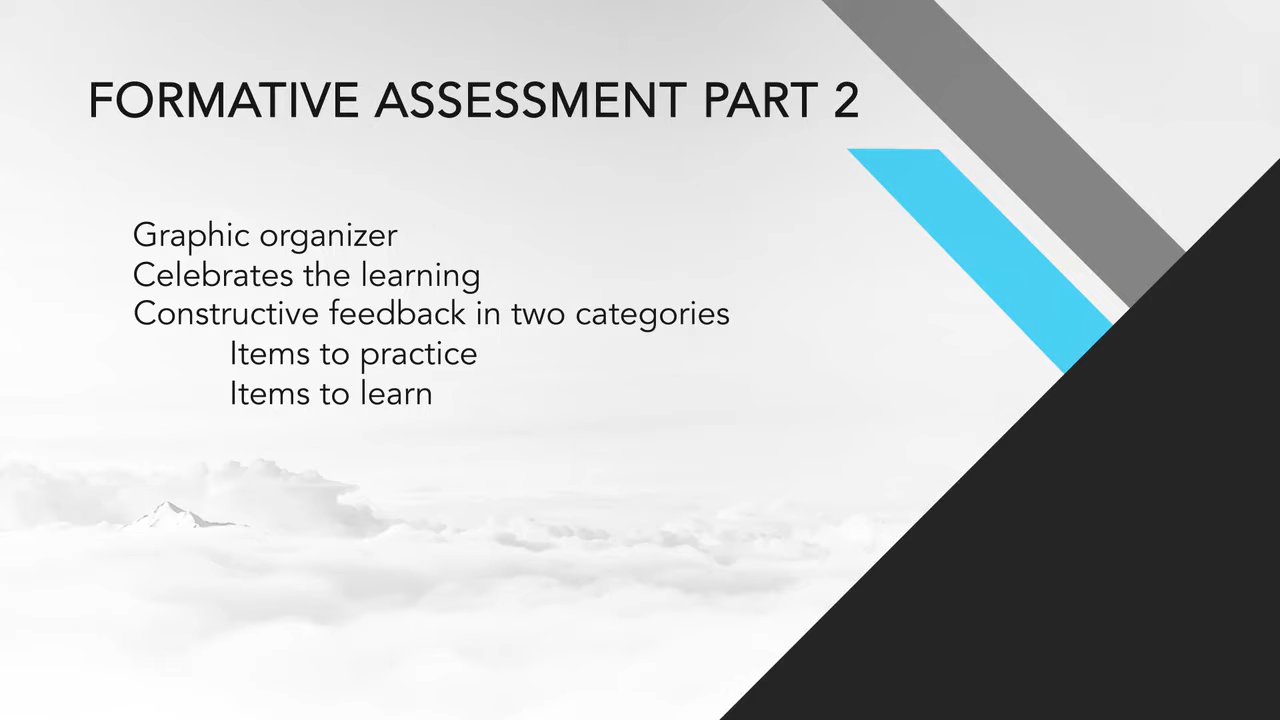 FORMATIVE ASSESSMENT PART 2
Graphic organizer
Celebrates the learning
Constructive feedback in two categories
Items to practice
Items to learn